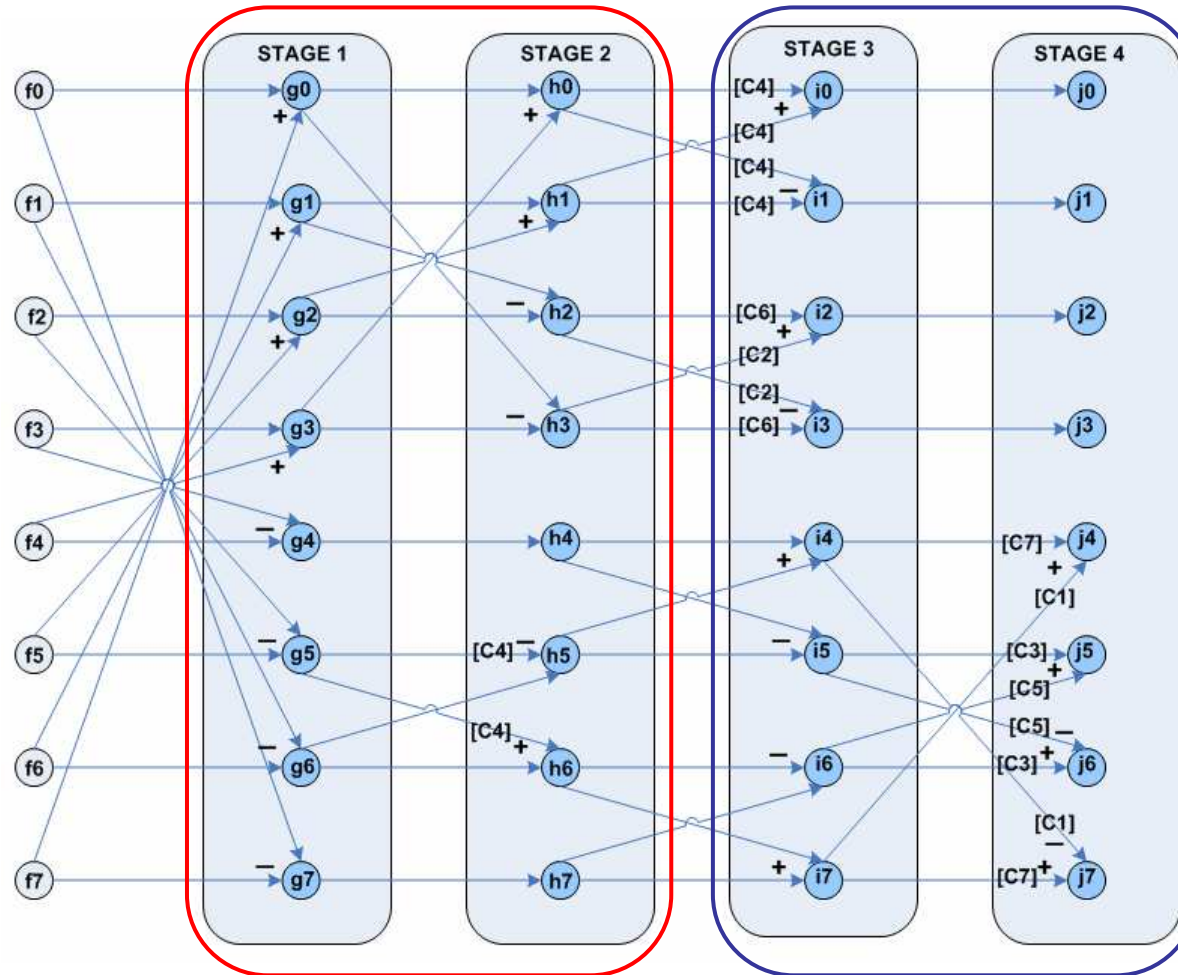 STAGE 1 STAGE 2 STAGE 3 STAGE 4
f0 g0 h0 [C4] i0 j0
+ + +
[C4]
[C4]
f1 g1 h1 [C4] − i1 j1
+ +
f2 g2 − h2 [C6] i2 j2
+ +
[C2]
[C2]
f3 g3 − h3 [C6] − i3 j3
+
f4 − g4 h4 i4 [C7] j4
+ +
[C1]
f5 − g5 [C4] − h5 − i5 [C3] j5
+
[C5]
[C4] [C5] −
f6 − g6 + h6 − i6 [C3] + j6
[C1]
−
f7 − g7 h7 + i7 [C7] + j7